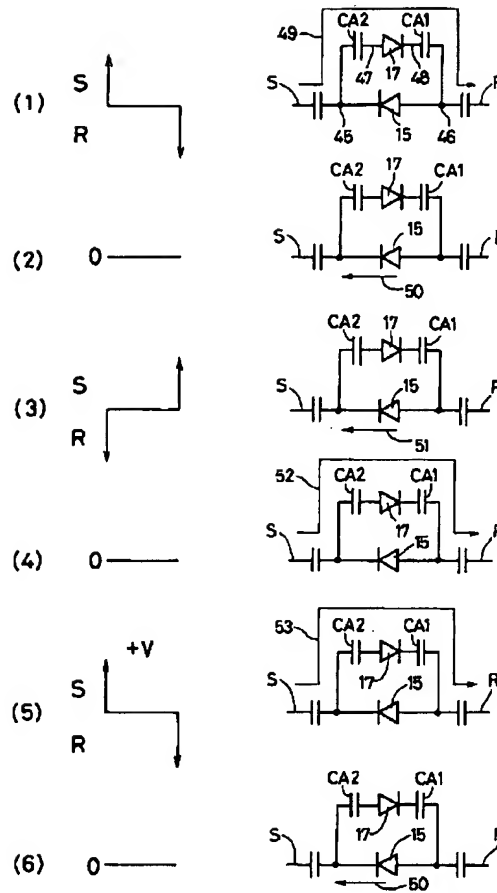 49 CA2 CA1
S 47 17 48
(1) S R
R 45 15 46
CA2 17 CA1
S 15
(2) 0 50
CA2 17 CA1
S S 15 R
(3) R 51
52 CA2 CA1
S 17 15
(4) 0
53 CA2 CA1
+V
S S 17 15 R
(5) R
CA2 CA1
S 17 15
(6) 0 50